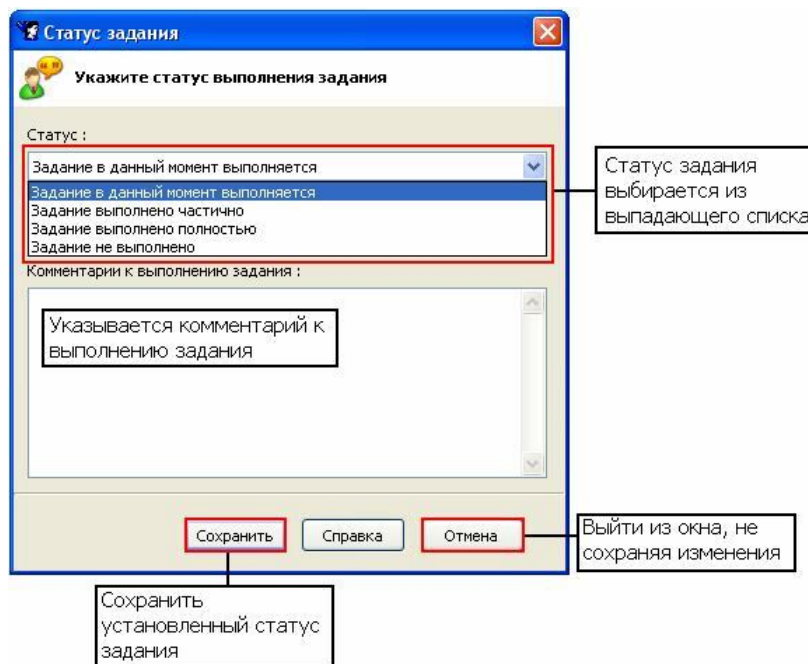 Статус задания
Укажите статус выполнения задания
Статус :
Задание в данный момент выполняется
Задание в данный момент выполняется
Задание выполнено частично
Задание выполнено полностью
Задание не выполнено
Статус задания
выбирается из
выпадающего списка
Комментарии к выполнению задания :
Указывается комментарий к
выполнению задания
Сохранить
Справка
Отмена
Выйти из окна, не
сохраняя изменения
Сохранить
установленный статус
задания